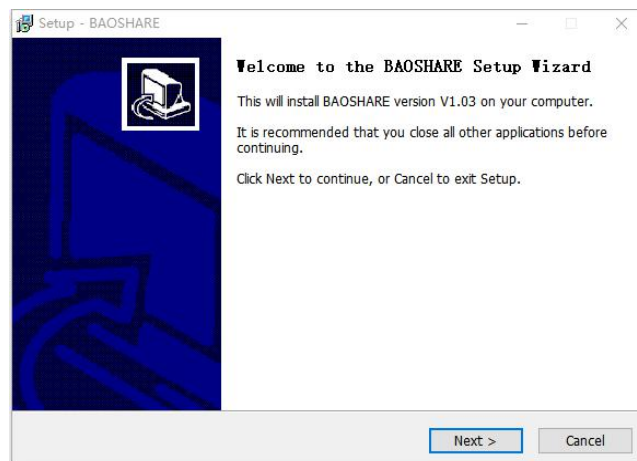 Setup - BAOSHARE
Welcome to the BAOSHARE Setup Wizard
This will install BAOSHARE version V1.03 on your computer.
It is recommended that you close all other applications before
continuing.
Click Next to continue, or Cancel to exit Setup.
Next >
Cancel